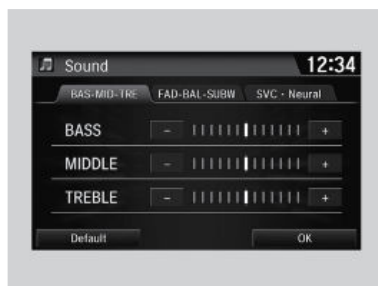 Sound 12:34
BAS-MID-TRE FAD-BAL-SUBW SVC・Neural
BASS - +
MIDDLE - +
TREBLE - +
Default OK